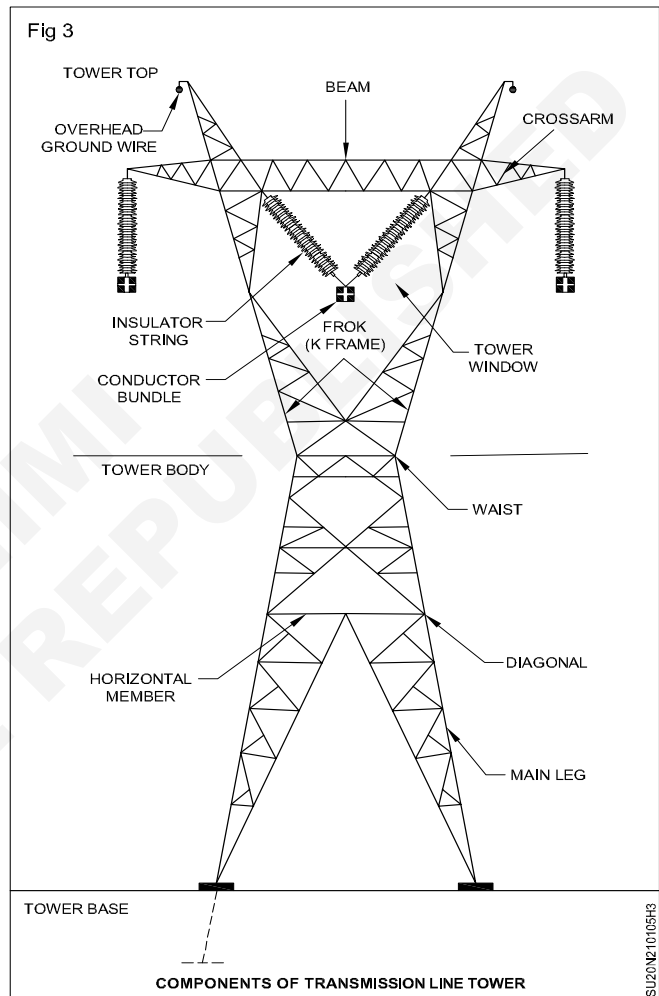 Fig 3
TOWER TOP
BEAM
OVERHEAD
GROUND WIRE
CROSSARM
INSULATOR
STRING
FROK
(K FRAME)
TOWER
WINDOW
CONDUCTOR
BUNDLE
TOWER BODY
WAIST
HORIZONTAL
MEMBER
DIAGONAL
MAIN LEG
TOWER BASE
COMPONENTS OF TRANSMISSION LINE TOWER
SU20N210105H3
REPUBLISHED